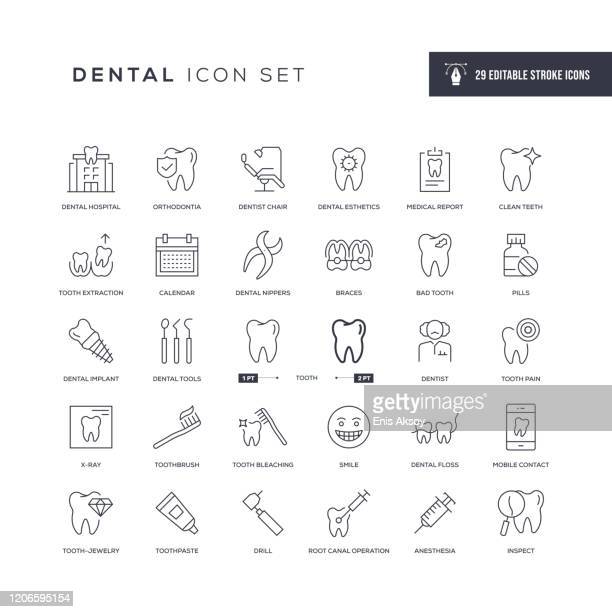 DENTAL ICON SET
29 EDITABLE STROKE ICONS
DENTAL HOSPITAL
ORTHODONTIA
DENTIST CHAIR
DENTAL ESTHETICS
MEDICAL REPORT
CLEAN TEETH
TOOTH EXTRACTION
CALENDAR
DENTAL NIPPERS
BRACES
BAD TOOTH
PILLS
DENTAL IMPLANT
DENTAL TOOLS
1 PT
TOOTH
2 PT
DENTIST
TOOTH PAIN
gettyimages
Enis Aksoy
X-RAY
TOOTHBRUSH
TOOTH BLEACHING
SMILE
DENTAL FLOSS
MOBILE CONTACT
TOOTH-JEWELRY
TOOTHPASTE
DRILL
ROOT CANAL OPERATION
ANESTHESIA
INSPECT
1206595154